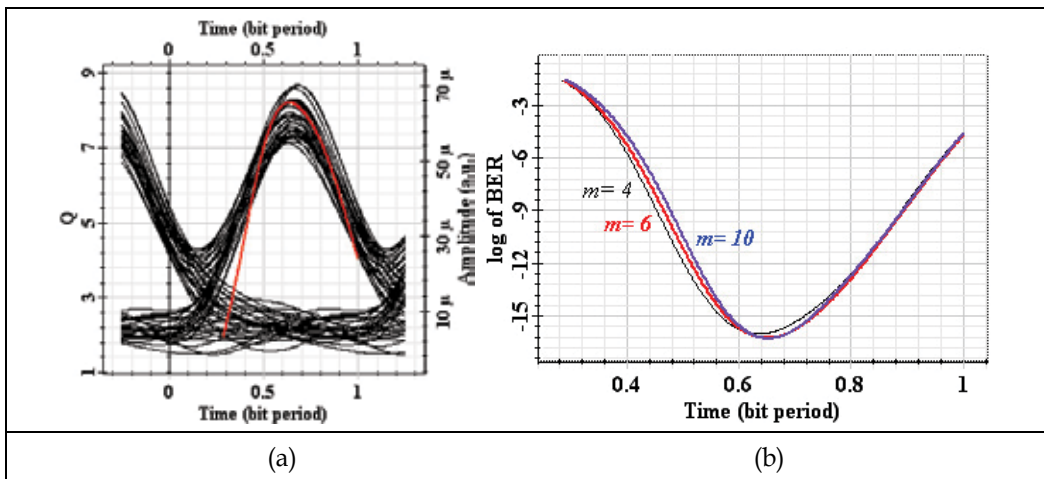 Time (bit period)
0 0.5 1
9
7
5
3
1
Q
70 µ
50 µ
30 µ
10 µ
Amplitude (a.u.)
0 0.5 1
Time (bit period)
(a)
-3
-6
-9
-12
-15
log of BER
m= 4
m= 6
m= 10
0.4 0.6 0.8 1
Time (bit period)
(b)